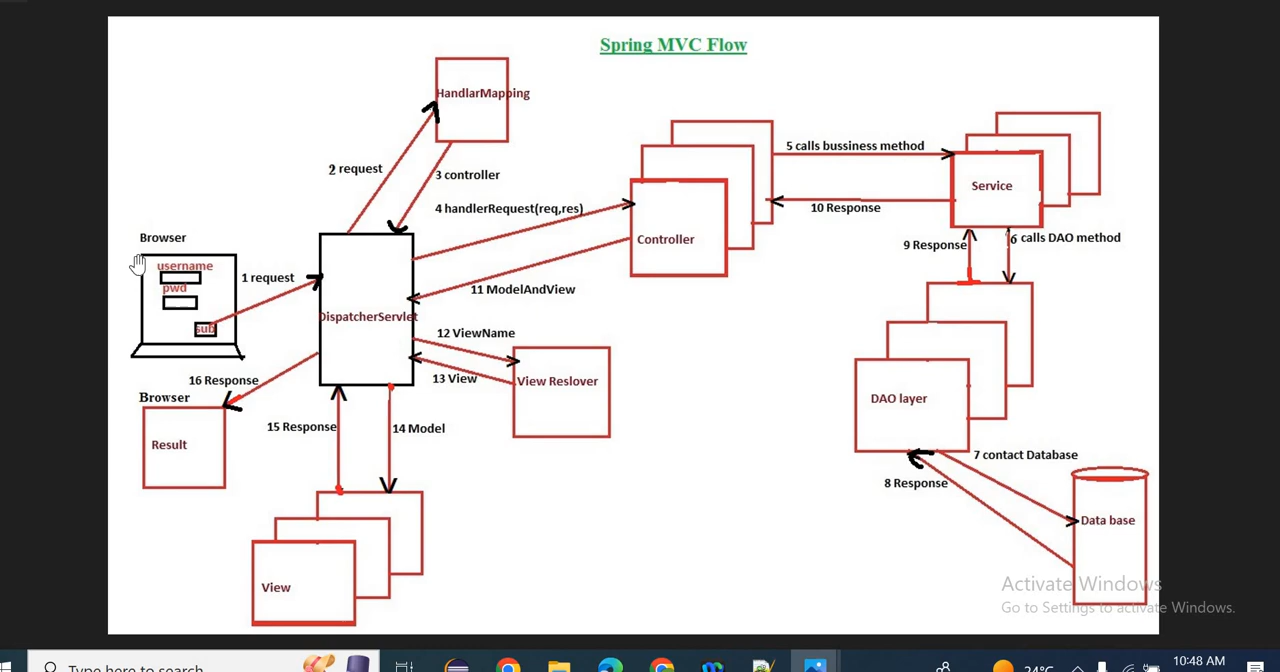 Spring MVC Flow
HandlarMapping
2 request
3 controller
4 handlerRequest(req,res)
5 calls bussiness method
Service
10 Response
Controller
9 Response
6 calls DAO method
Browser
username
pwd
sub
1 request
11 ModelAndView
DispatcherServlet
12 ViewName
13 View
View Reslover
16 Response
Browser
Result
15 Response
14 Model
DAO layer
7 contact Database
8 Response
Data base
View
Activate Windows
Go to Settings to activate Windows.
Type here to search
24°C
10:48 AM